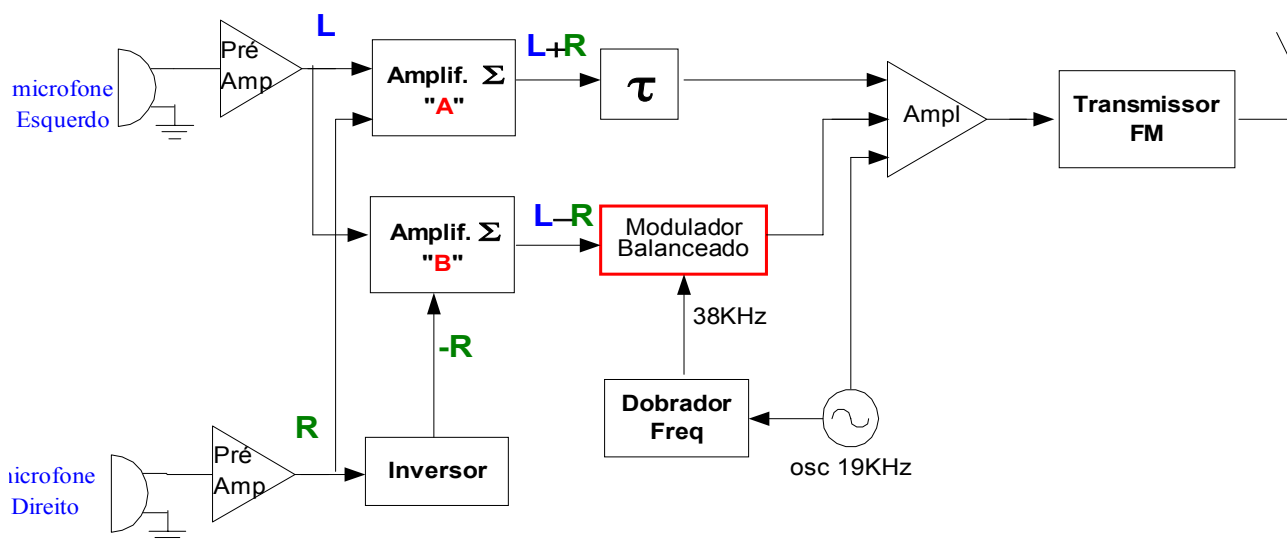 L
Pré
Amp
microfone
Esquerdo
Amplif. Σ
"A"
L+R
τ
Ampl
Transmissor
FM
Amplif. Σ
"B"
L–R
Modulador
Balanceado
38KHz
-R
Dobrador
Freq
osc 19KHz
R
Pré
Amp
icrofone
Direito
Inversor